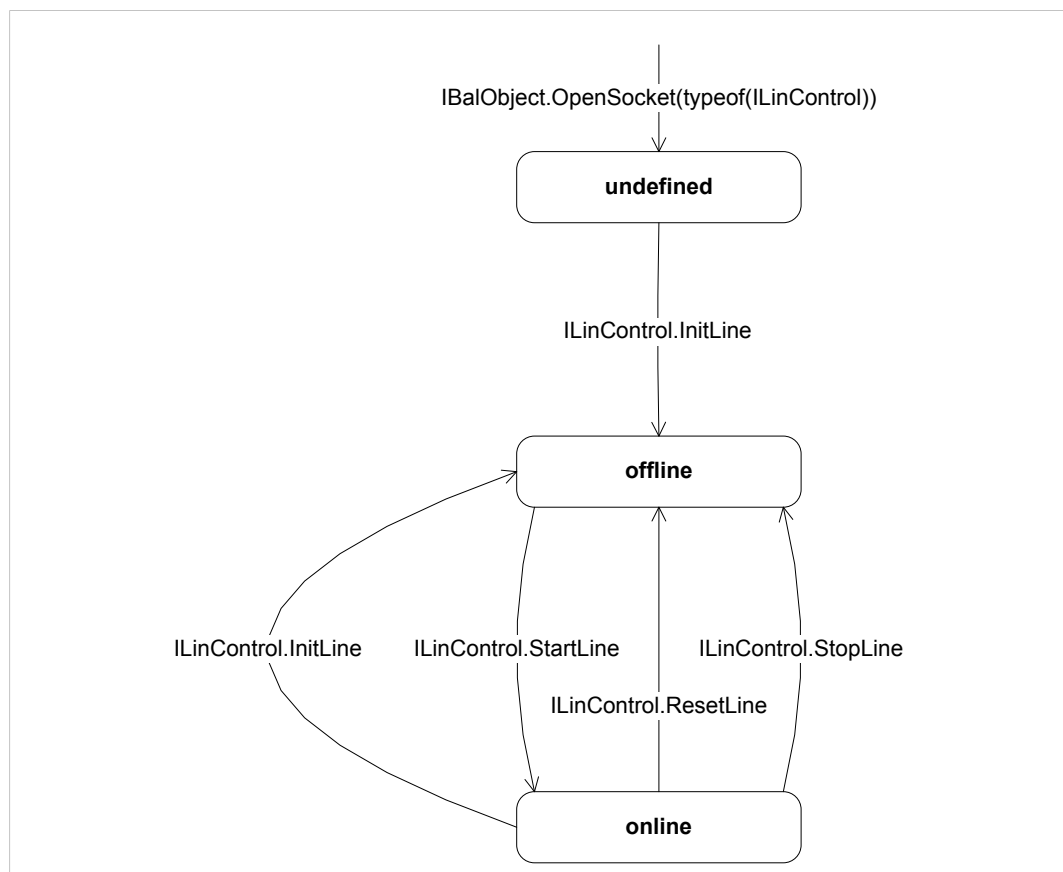 IBalObject.OpenSocket(typeof(ILinControl))
undefined
ILinControl.InitLine
offline
ILinControl.InitLine
ILinControl.StartLine
ILinControl.StopLine
ILinControl.ResetLine
online